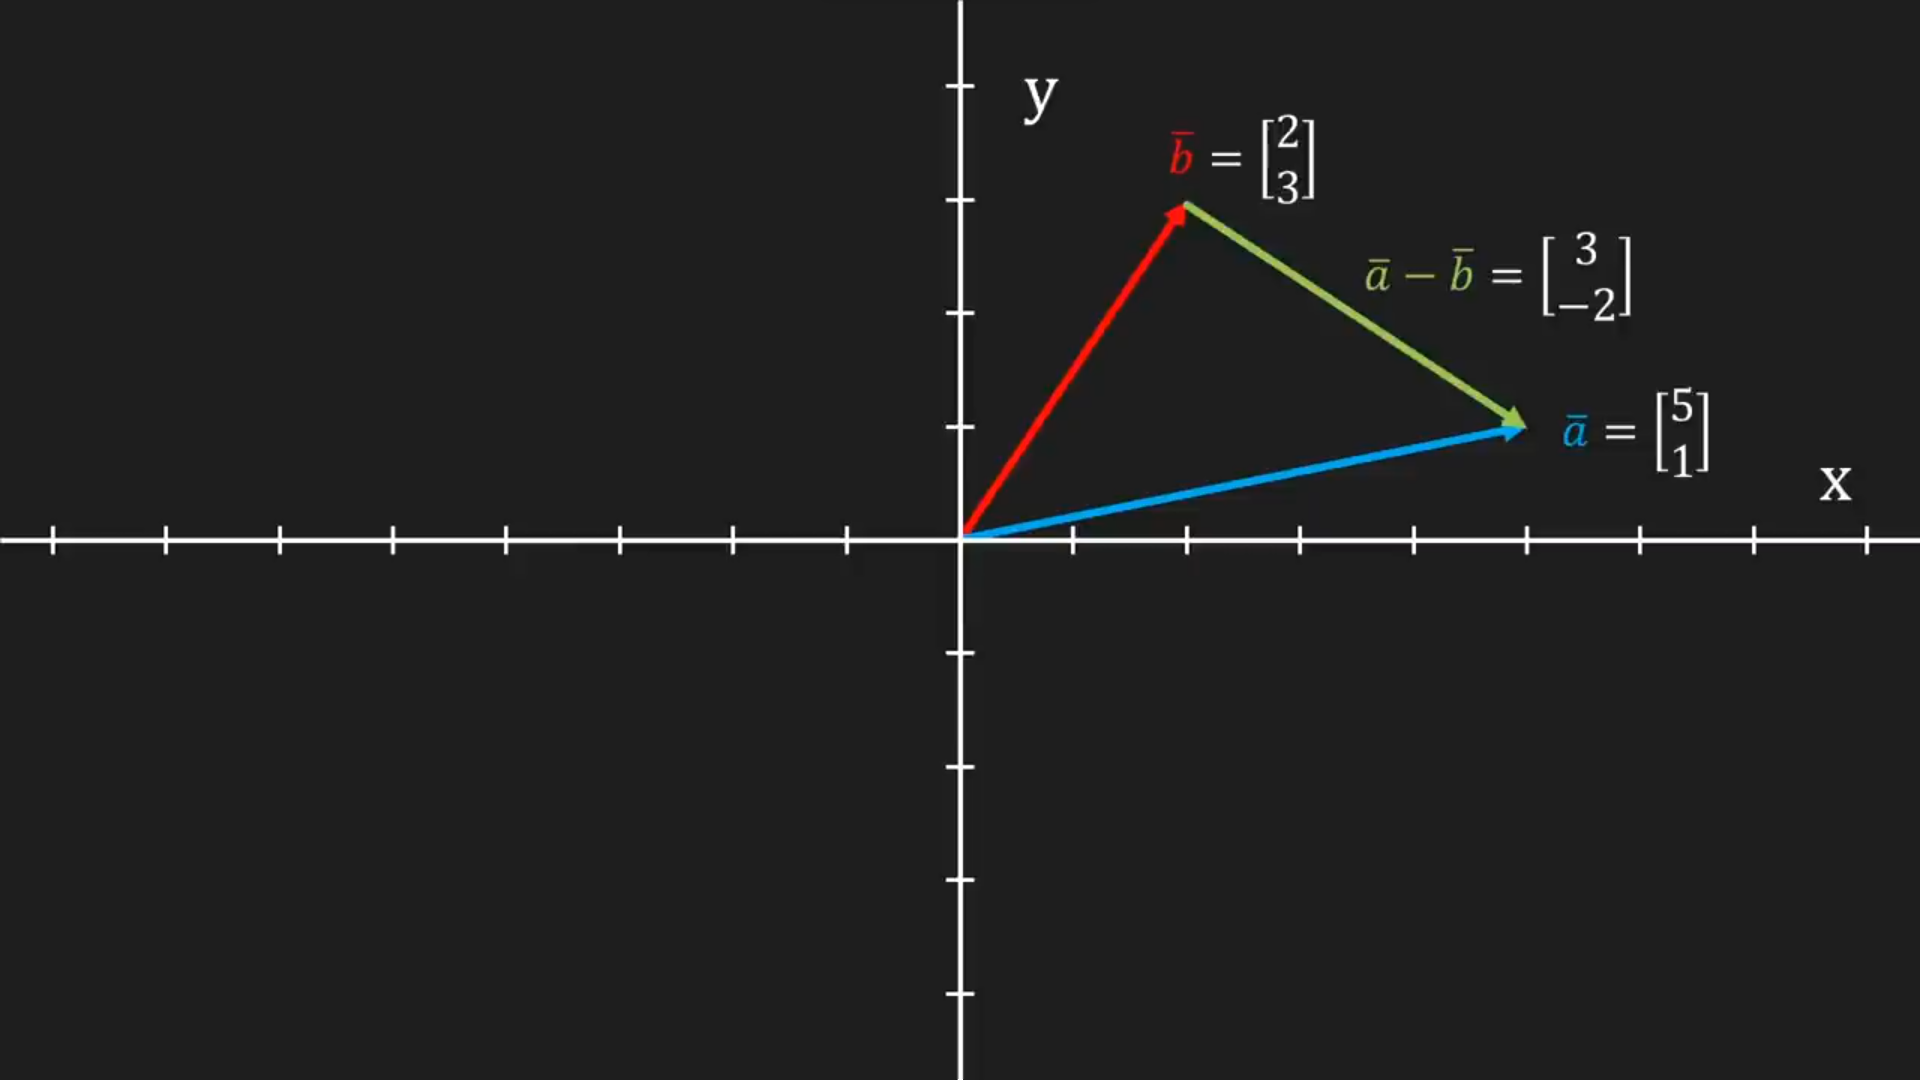 y
b̅ = [2 3]
a̅ − b̅ = [3 −2]
a̅ = [5 1]
x